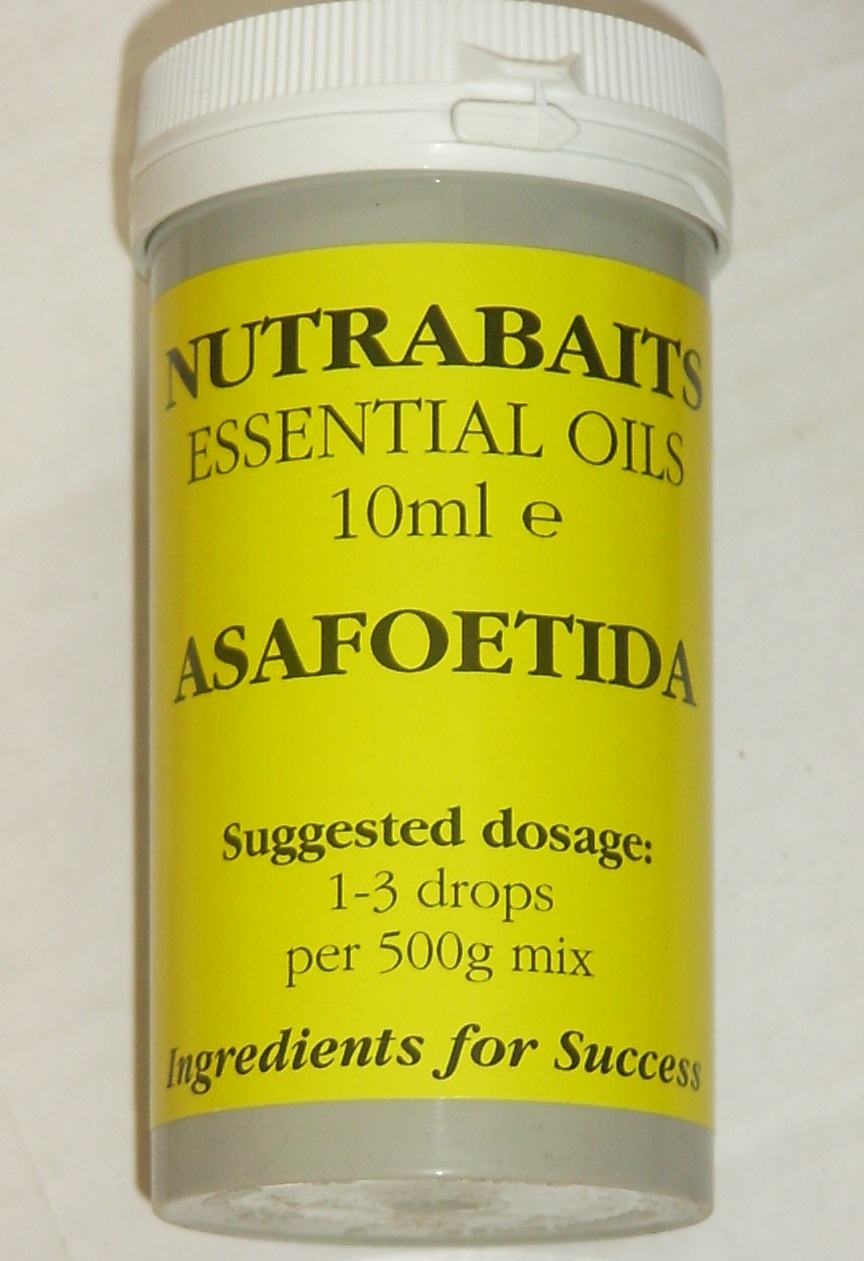 NUTRABAITS
ESSENTIAL OILS
10ml e
ASAFOETIDA
Suggested dosage:
1-3 drops
per 500g mix
Ingredients for Success